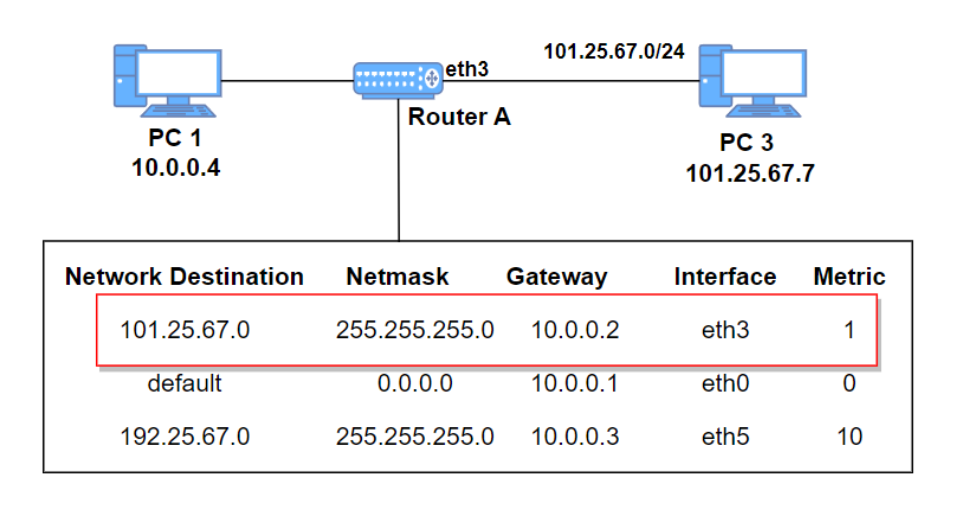 101.25.67.0/24
eth3
Router A
PC 1
10.0.0.4
PC 3
101.25.67.7
Network Destination Netmask Gateway Interface Metric
101.25.67.0 255.255.255.0 10.0.0.2 eth3 1
default 0.0.0.0 10.0.0.1 eth0 0
192.25.67.0 255.255.255.0 10.0.0.3 eth5 10